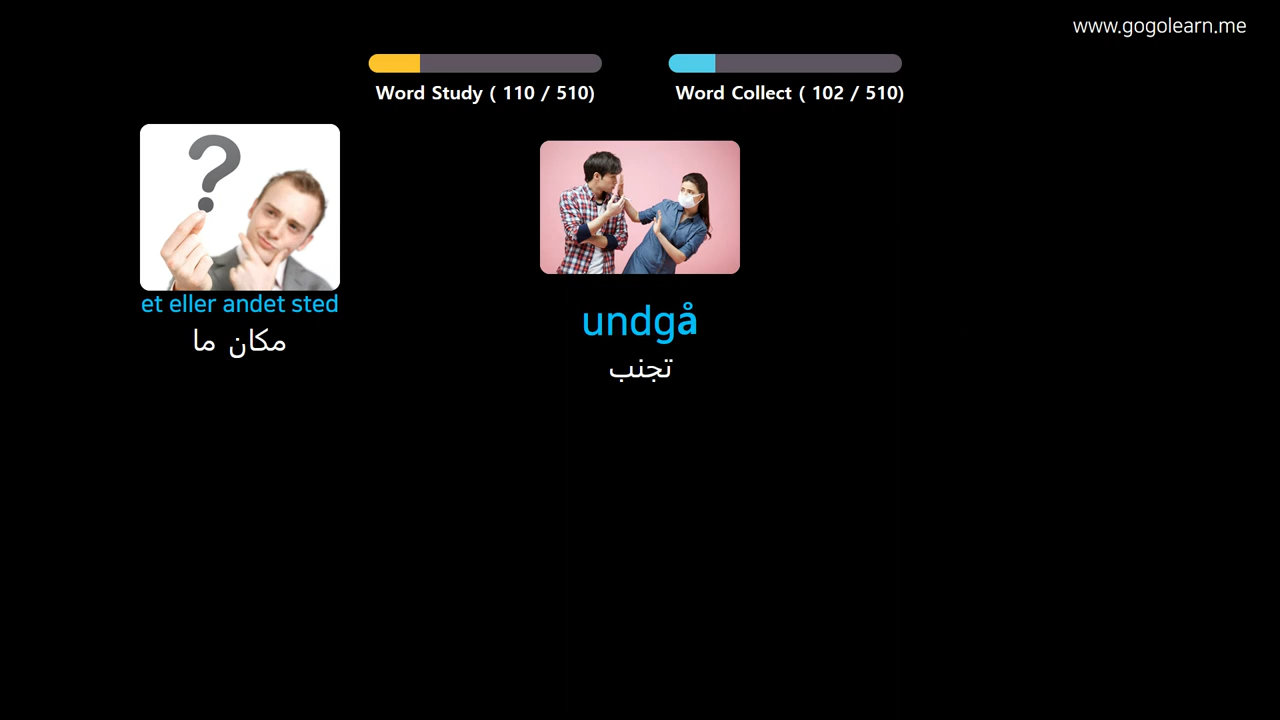 www.gogolearn.me
Word Study ( 110 / 510)
Word Collect ( 102 / 510)
et eller andet sted
مكان ما
undgå
تجنب